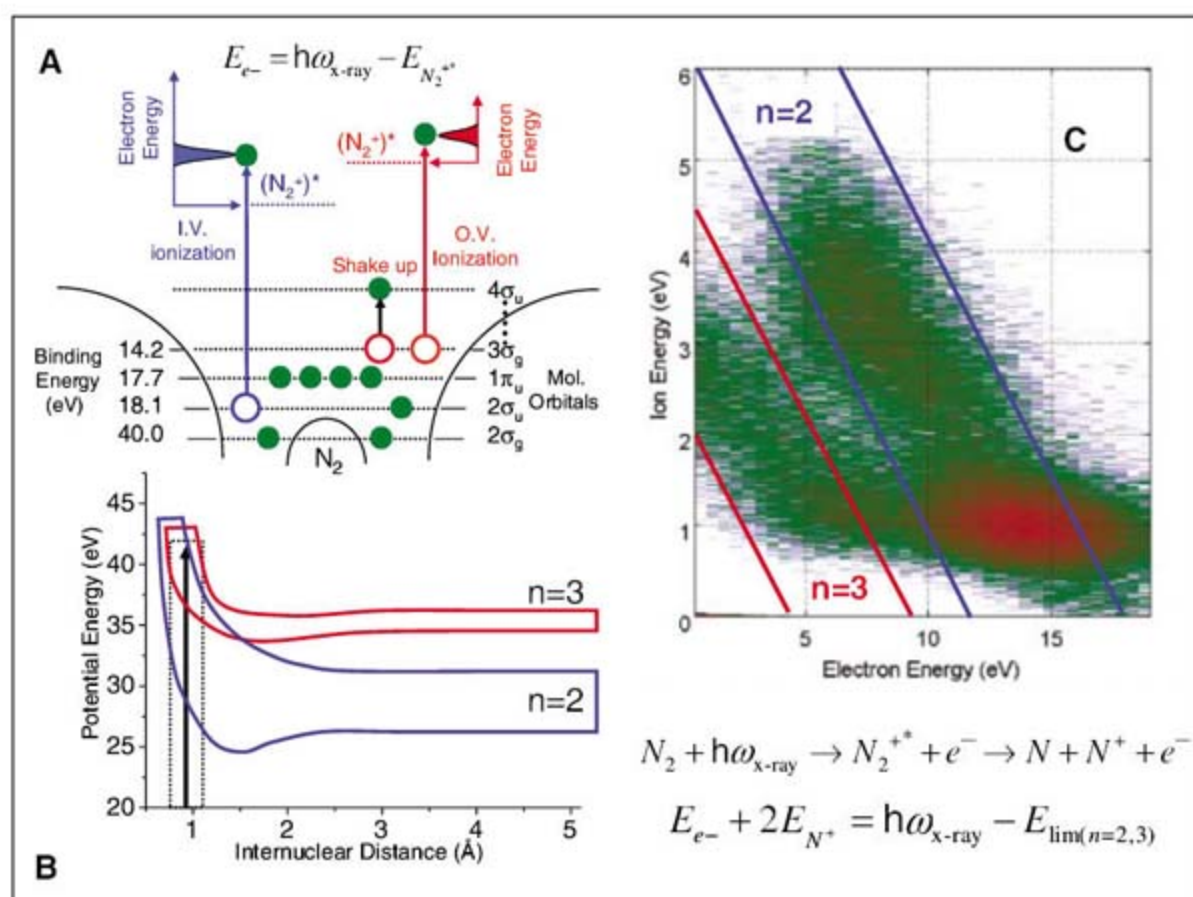 A
E_{e-} = hω_{x-ray} - E_{N_2^{+*}}
Electron Energy
(N₂⁺)*
I.V.
ionization
(N₂⁺)*
Electron Energy
O.V.
Ionization
Shake up
4σᵤ
Binding Energy (eV)
14.2
3σ_g
17.7
1πᵤ
18.1
2σᵤ
40.0
2σ_g
Mol. Orbitals
N₂
B
Potential Energy (eV)
45
40
35
30
25
20
n=3
n=2
1
2
3
4
5
Internuclear Distance (Å)
C
Ion Energy (eV)
6
5
4
3
2
1
0
n=2
n=3
5
10
15
Electron Energy (eV)
N₂ + hω_{x-ray} → N₂⁺* + e⁻ → N + N⁺ + e⁻
E_{e-} + 2E_{N⁺} = hω_{x-ray} - E_{lim(n=2,3)}